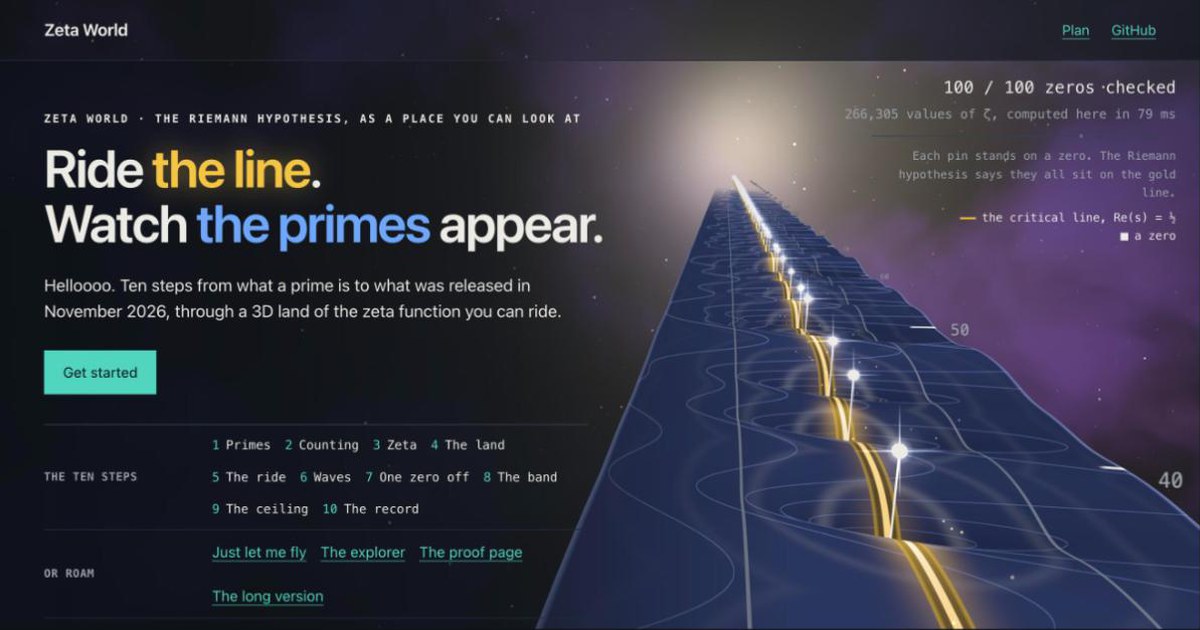 Zeta World
Plan GitHub
100 / 100 zeros checked
266,305 values of ζ, computed here in 79 ms
ZETA WORLD · THE RIEMANN HYPOTHESIS, AS A PLACE YOU CAN LOOK AT
Ride the line.
Watch the primes appear.
Each pin stands on a zero. The Riemann
hypothesis says they all sit on the gold
line.
the critical line, Re(s) = ½
a zero
Helloooo. Ten steps from what a prime is to what was released in
November 2026, through a 3D land of the zeta function you can ride.
50
Get started
40
THE TEN STEPS
1 Primes 2 Counting 3 Zeta 4 The land
5 The ride 6 Waves 7 One zero off 8 The band
9 The ceiling 10 The record
OR ROAM
Just let me fly The explorer The proof page
The long version